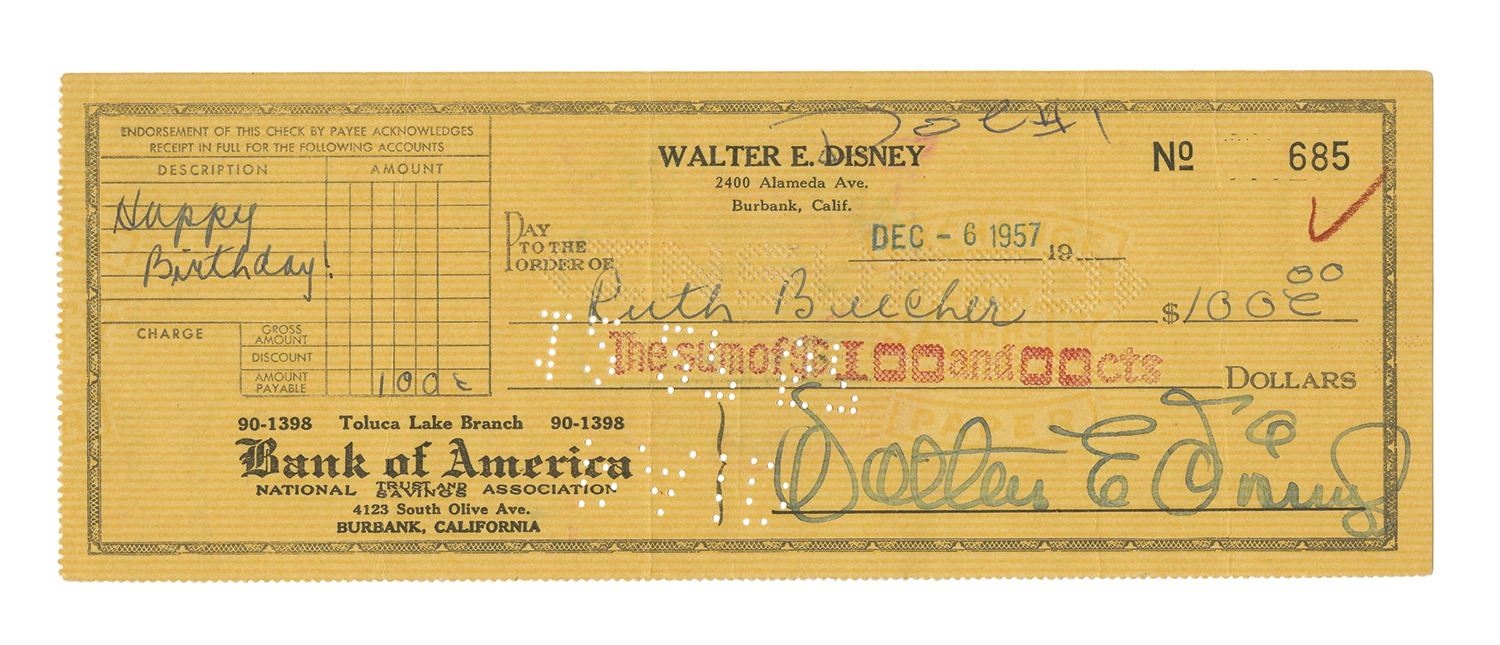 ENDORSEMENT OF THIS CHECK BY PAYEE ACKNOWLEDGES
RECEIPT IN FULL FOR THE FOLLOWING ACCOUNTS
DESCRIPTION AMOUNT
Happy
Birthday!
CHARGE
GROSS AMOUNT
DISCOUNT
AMOUNT PAYABLE 100
WALTER E. DISNEY
2400 Alameda Ave.
Burbank, Calif.
Nº 685
DEC - 6 1957 19
PAY TO THE ORDER OF Ruth Beecher $ 100 00
The sum of $100 and 00 cts DOLLARS
90-1398 Toluca Lake Branch 90-1398
Bank of America
NATIONAL TRUST AND SAVINGS ASSOCIATION
4123 South Olive Ave.
BURBANK, CALIFORNIA
Walter E Disney